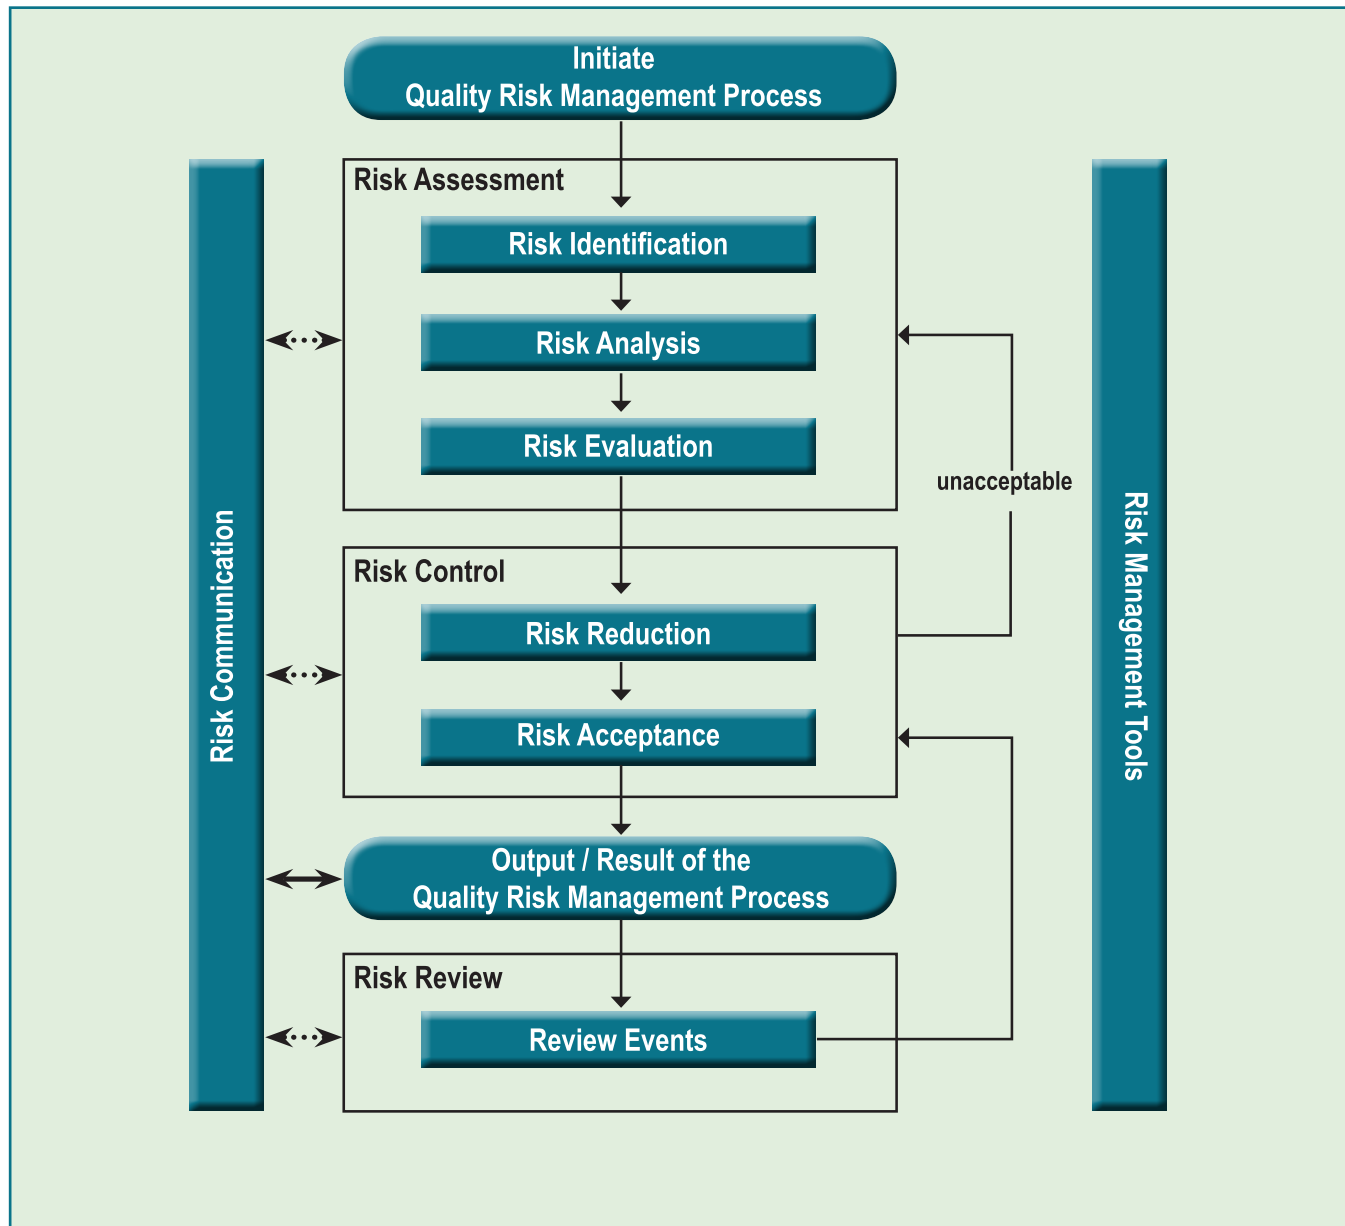 Initiate
Quality Risk Management Process
Risk Assessment
Risk Identification
Risk Analysis
Risk Evaluation
unacceptable
Risk Control
Risk Reduction
Risk Acceptance
Output / Result of the
Quality Risk Management Process
Risk Review
Review Events
Risk Communication
Risk Management Tools